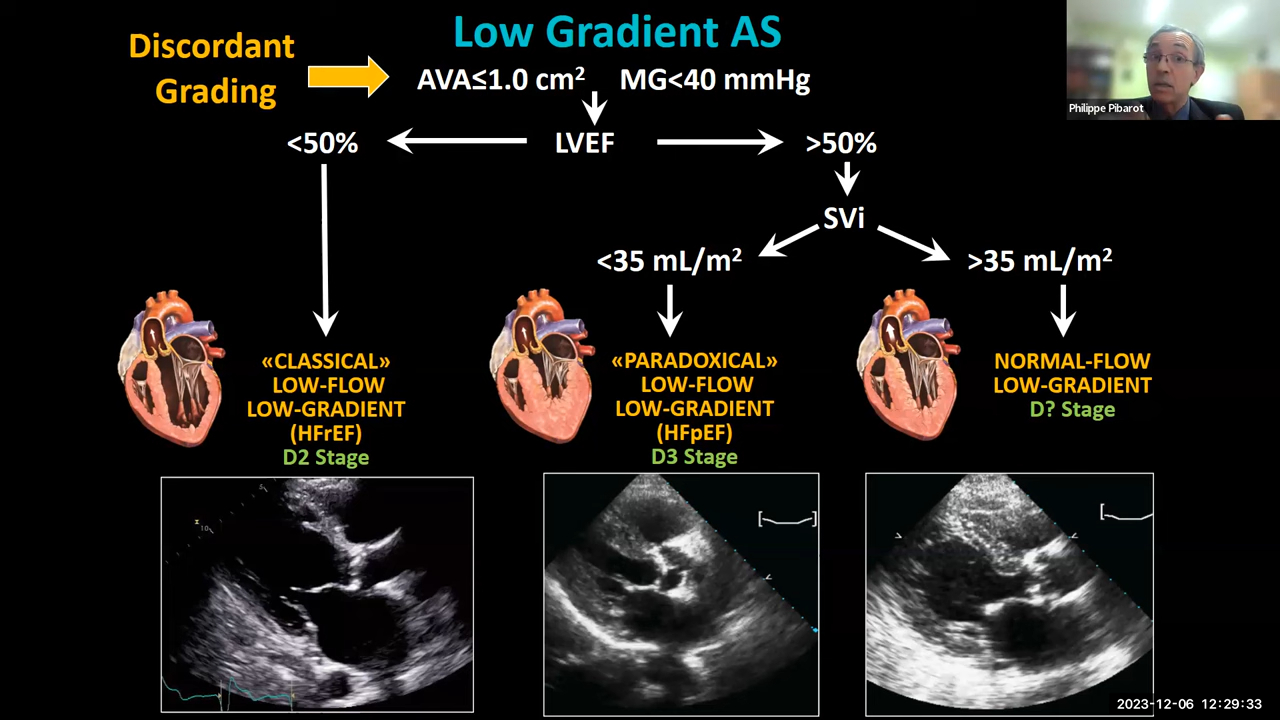 Low Gradient AS
Discordant
Grading
AVA≤1.0 cm² MG<40 mmHg
Philippe Pibarot
<50%
LVEF
>50%
SVi
<35 mL/m²
>35 mL/m²
«CLASSICAL»
LOW-FLOW
LOW-GRADIENT
(HFrEF)
D2 Stage
«PARADOXICAL»
LOW-FLOW
LOW-GRADIENT
(HFpEF)
D3 Stage
NORMAL-FLOW
LOW-GRADIENT
D? Stage
5
10
2023-12-06 12:29:33